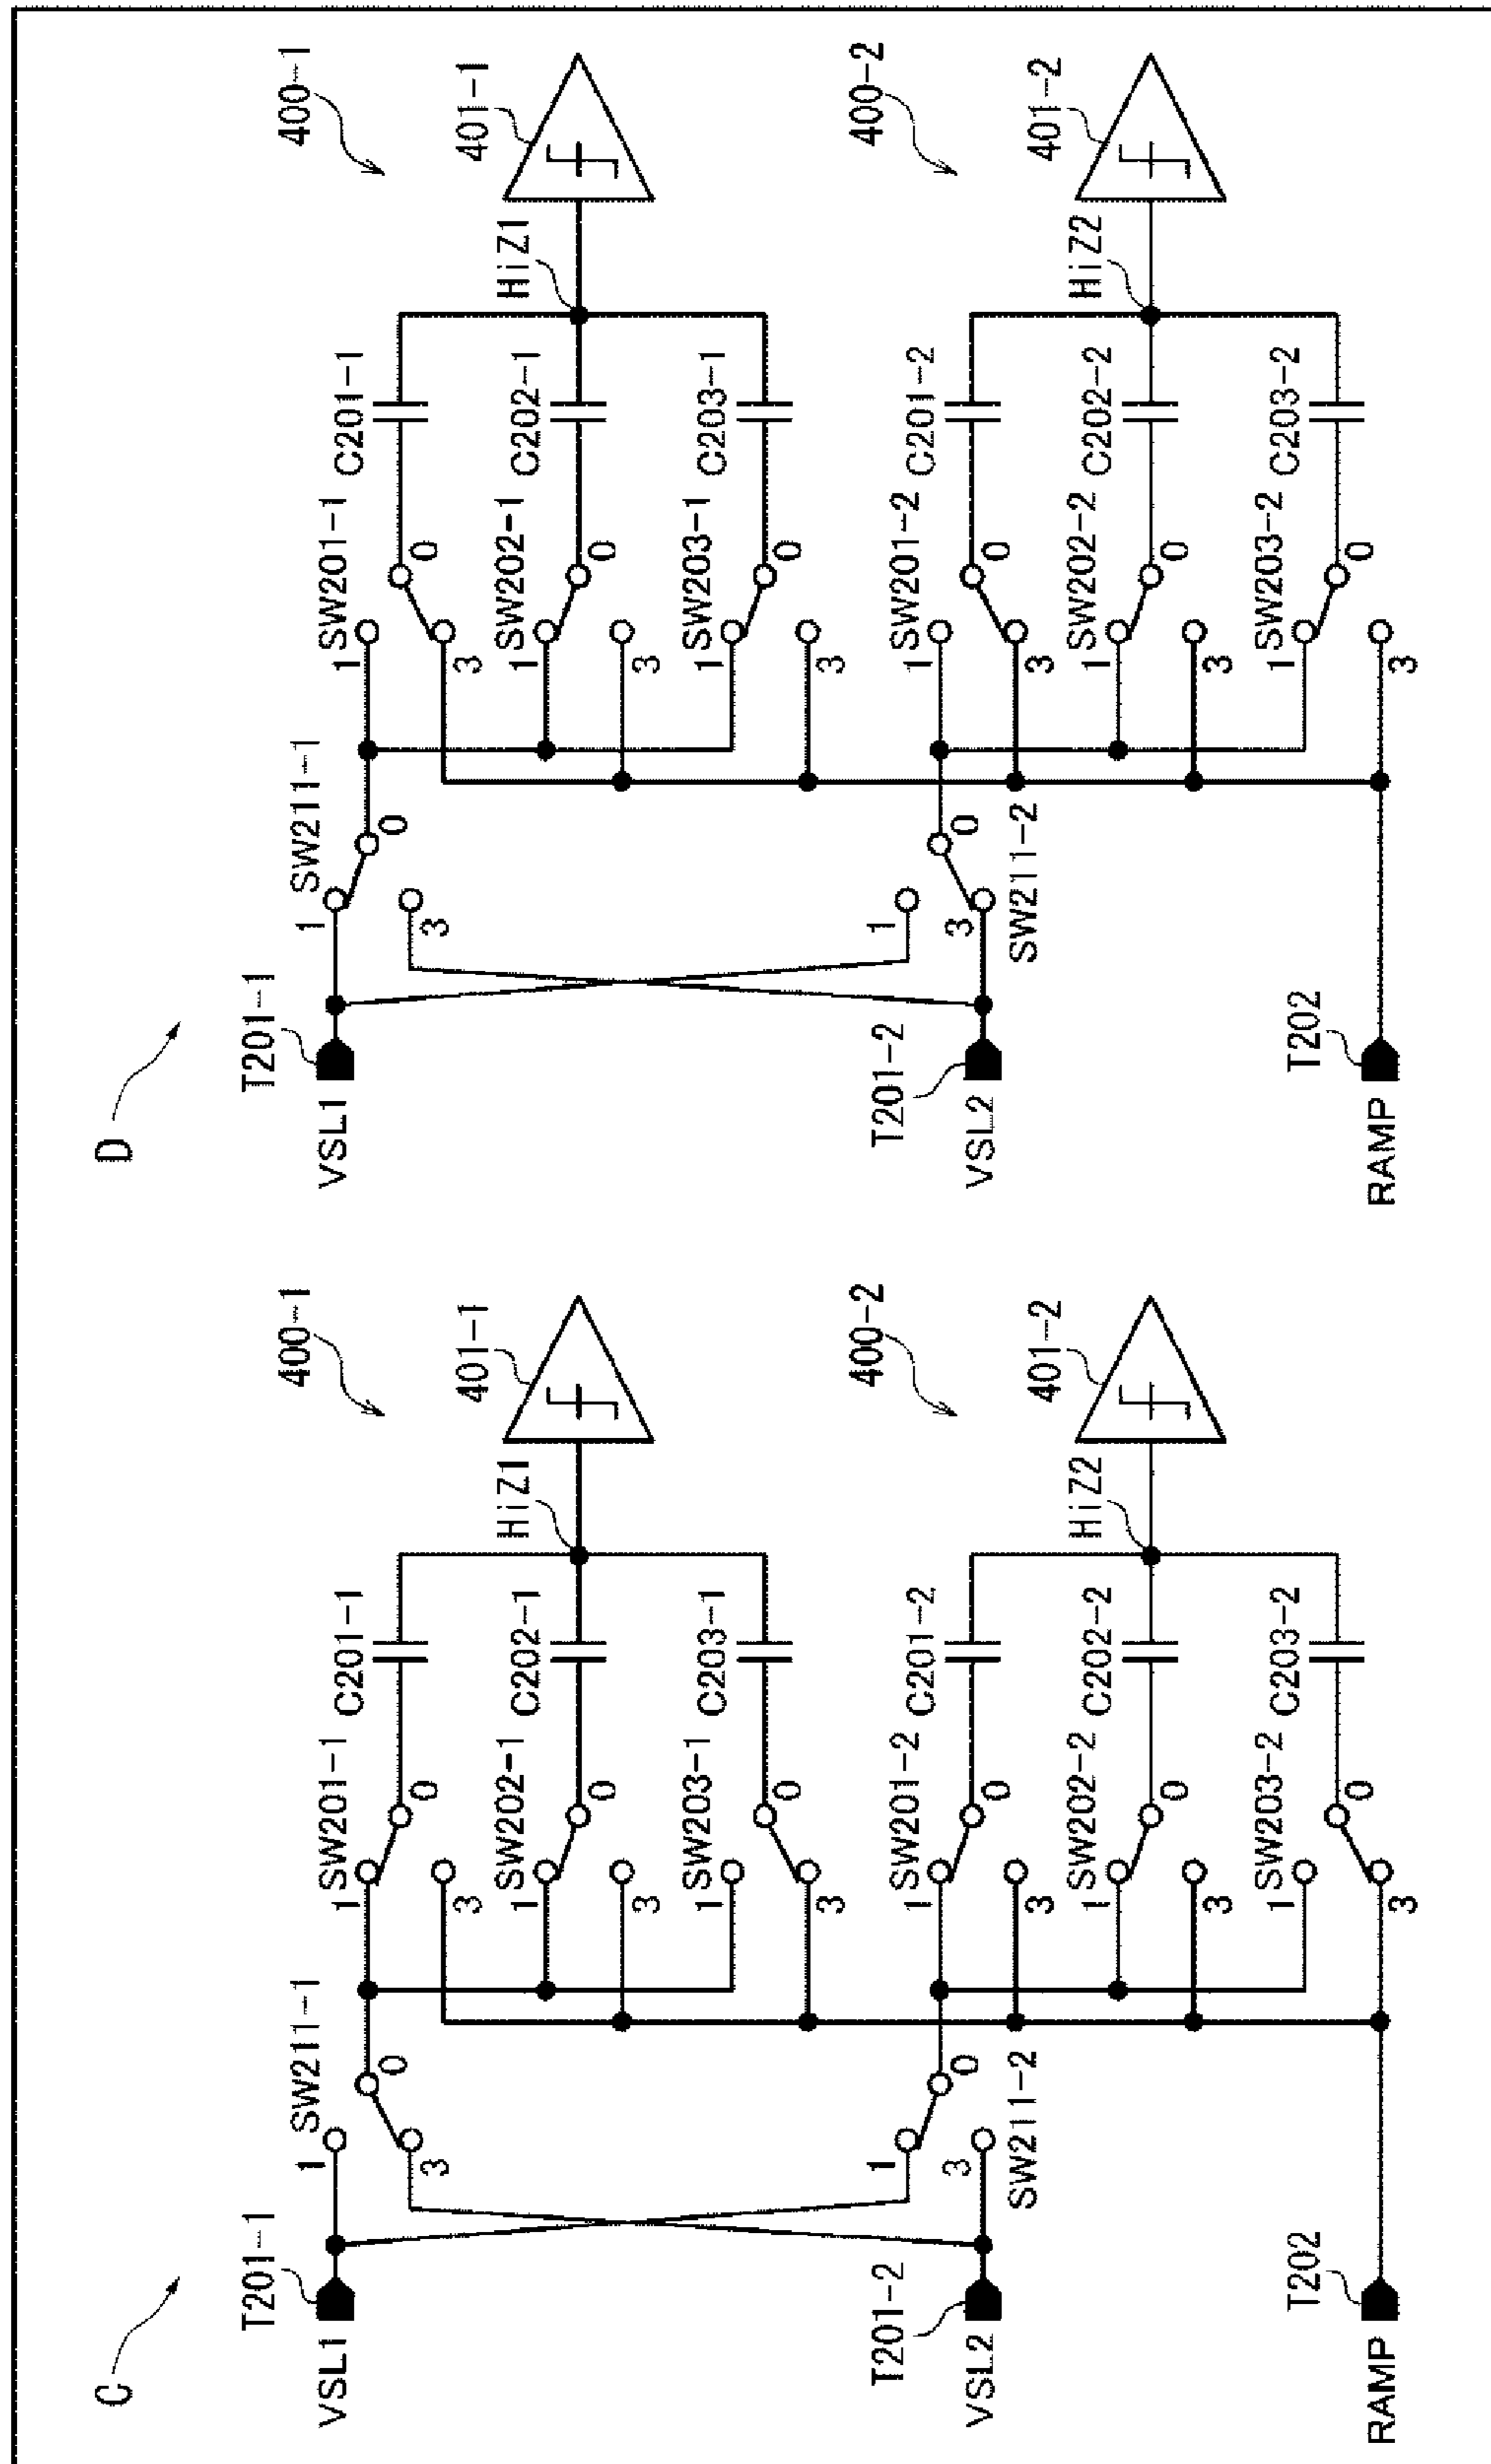 C
T201-1
VSL1
1
SW211-1
0
3
1
SW201-1
0
3
C201-1
1
SW202-1
0
3
C202-1
HiZ1
401-1
400-1
1
SW203-1
0
3
C203-1
T201-2
VSL2
1
0
3
SW211-2
1
SW201-2
0
3
C201-2
1
SW202-2
0
3
C202-2
HiZ2
401-2
400-2
1
SW203-2
0
3
C203-2
T202
RAMP
D
T201-1
VSL1
1
SW211-1
0
3
1
SW201-1
0
3
C201-1
1
SW202-1
0
3
C202-1
HiZ1
401-1
400-1
1
SW203-1
0
3
C203-1
T201-2
VSL2
1
0
3
SW211-2
1
SW201-2
0
3
C201-2
1
SW202-2
0
3
C202-2
HiZ2
401-2
400-2
1
SW203-2
0
3
C203-2
T202
RAMP